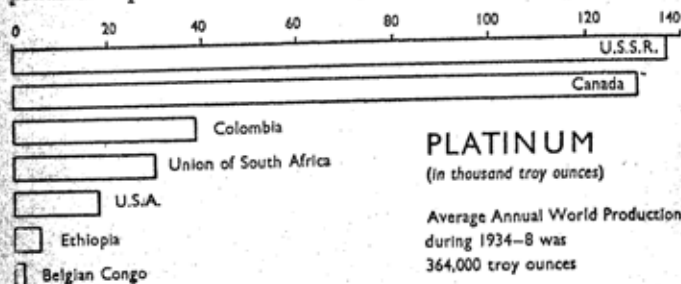 0 20 40 60 80 100 120 140
U.S.S.R.
Canada
Colombia
Union of South Africa
U.S.A.
Ethiopia
Belgian Congo
PLATINUM
(in thousand troy ounces)
Average Annual World Production
during 1934–8 was
364,000 troy ounces